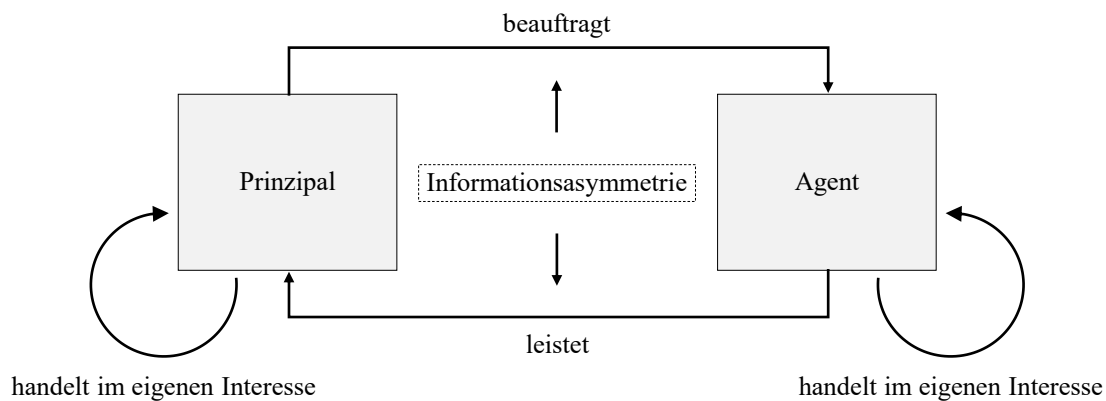 beauftragt
Prinzipal
Informationsasymmetrie
Agent
leistet
handelt im eigenen Interesse
handelt im eigenen Interesse